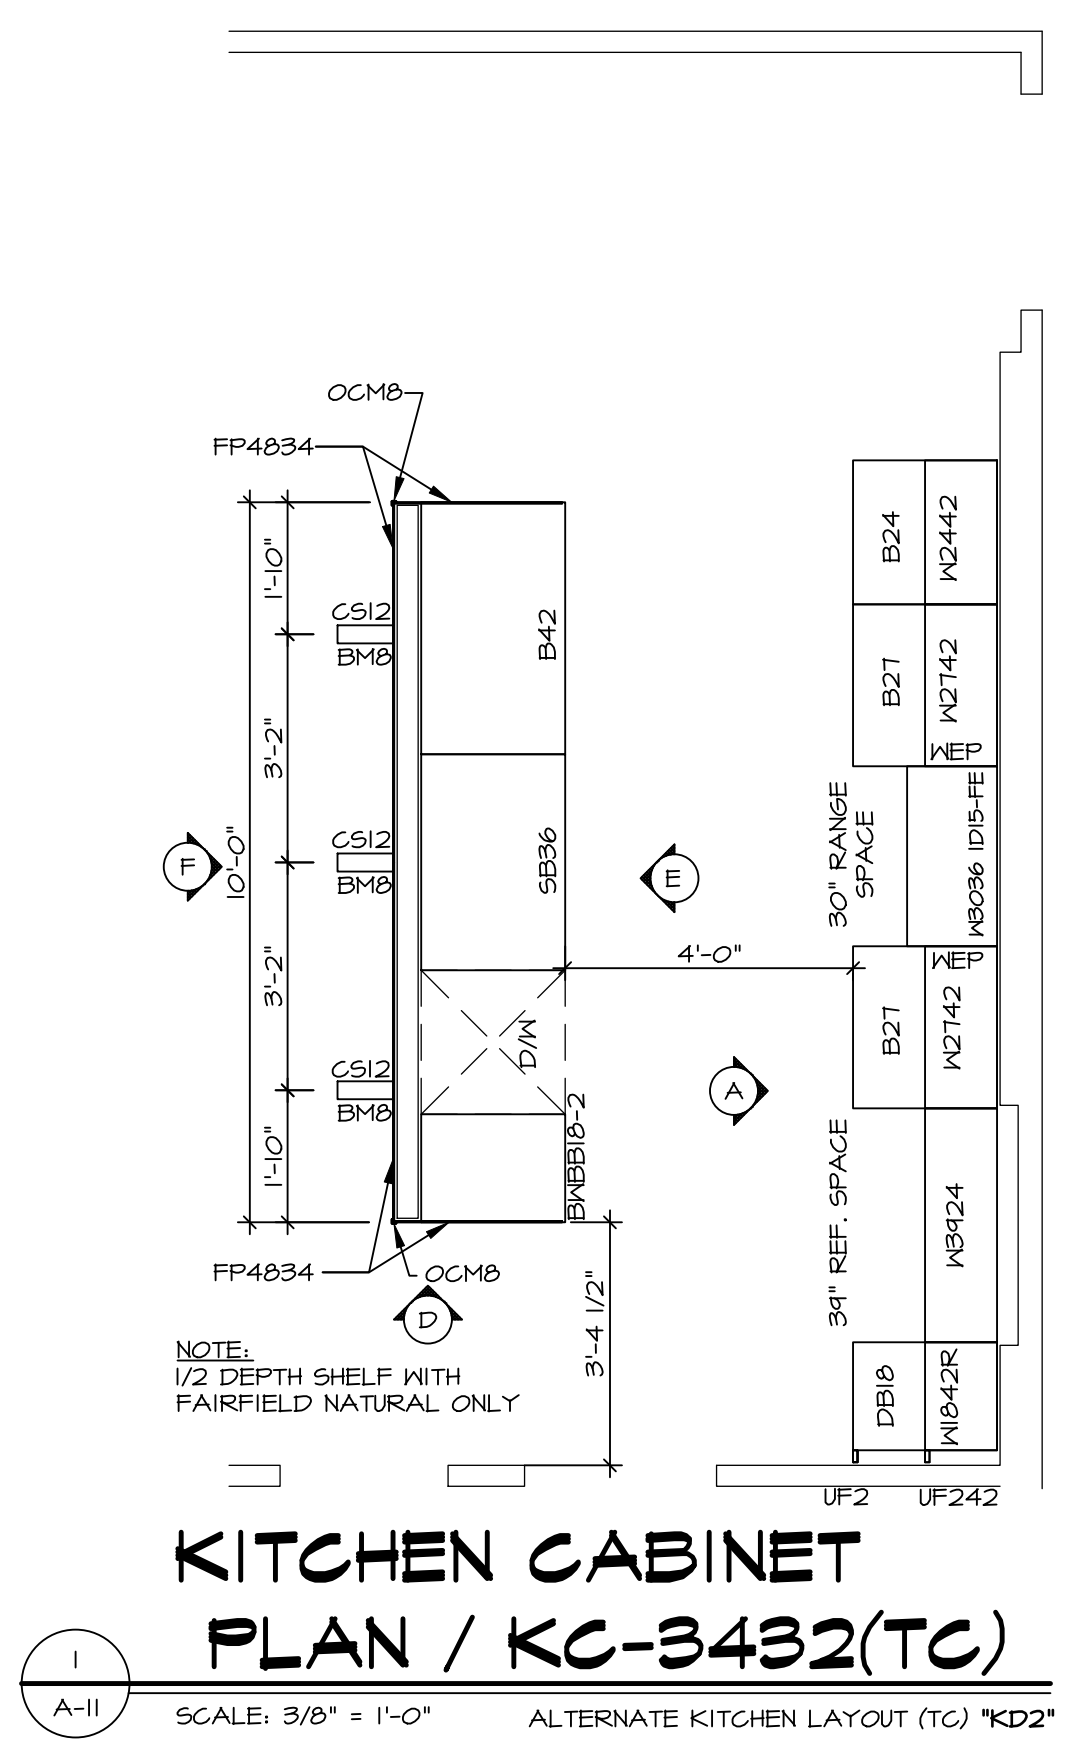 OCM8
FP4834
1'-10"
CS12
BM8
B42
3'-2"
10'-0"
F
CS12
BM8
SB36
E
3'-2"
4'-0"
D/W
CS12
BM8
A
1'-10"
BWBB18-2
FP4834
OCM8
D
3'-4 1/2"
B24
W2442
B27
W2742
WEP
30" RANGE
SPACE
W3036 1D15-FE
WEP
B27
W2742
39" REF. SPACE
W3924
DB18
W1842R
UF2
UF242
NOTE:
1/2 DEPTH SHELF WITH
FAIRFIELD NATURAL ONLY
KITCHEN CABINET
PLAN / KC-3432(TC)
1
A-11
SCALE: 3/8" = 1'-0"
ALTERNATE KITCHEN LAYOUT (TC) "KD2"